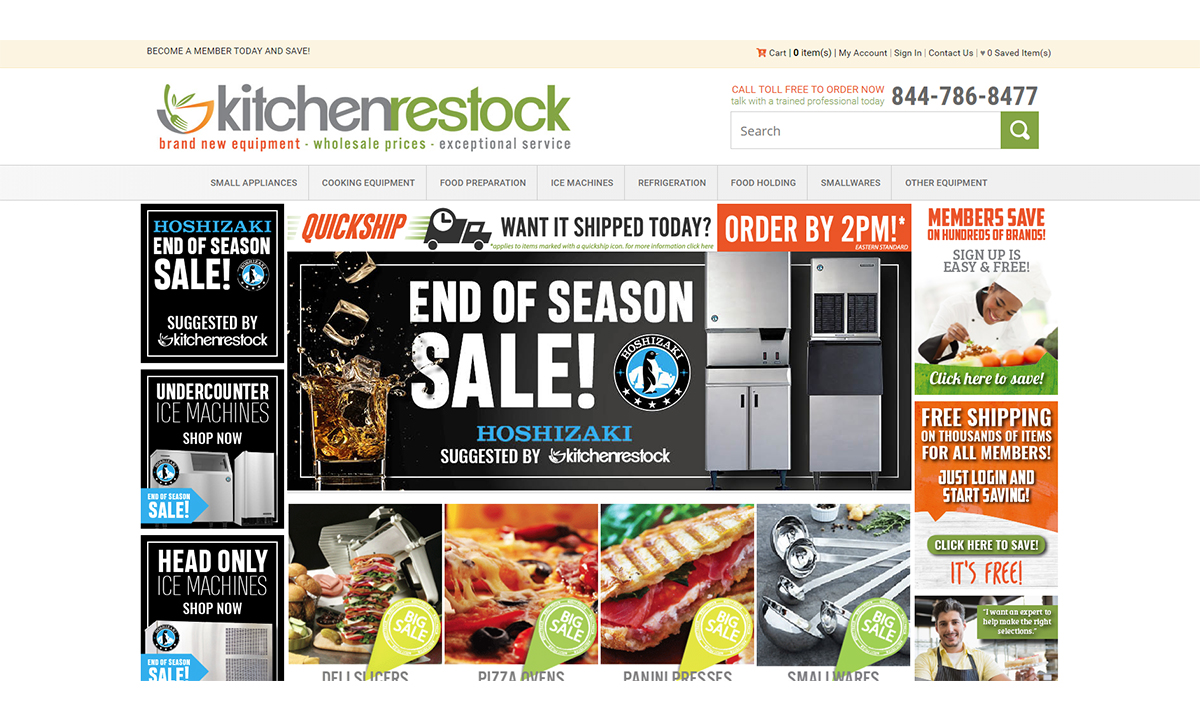 BECOME A MEMBER TODAY AND SAVE!
Cart | 0 item(s) | My Account | Sign In | Contact Us | ♥ 0 Saved Item(s)
kitchenrestock
brand new equipment - wholesale prices - exceptional service
CALL TOLL FREE TO ORDER NOW
talk with a trained professional today
844-786-8477
Search
SMALL APPLIANCES
COOKING EQUIPMENT
FOOD PREPARATION
ICE MACHINES
REFRIGERATION
FOOD HOLDING
SMALLWARES
OTHER EQUIPMENT
HOSHIZAKI
END OF SEASON
SALE!
SUGGESTED BY
kitchenrestock
UNDERCOUNTER
ICE MACHINES
SHOP NOW
END OF SEASON
SALE!
HEAD ONLY
ICE MACHINES
SHOP NOW
END OF SEASON
SALE!
QUICKSHIP
WANT IT SHIPPED TODAY?
*applies to items marked with a quickship icon. for more information click here
ORDER BY 2PM!*
EASTERN STANDARD
END OF SEASON
SALE!
HOSHIZAKI
HOSHIZAKI
SUGGESTED BY kitchenrestock
BIG
SALE
DELI SLICERS
BIG
SALE
PIZZA OVENS
BIG
SALE
PANINI PRESSES
BIG
SALE
SMALLWARES
MEMBERS SAVE
ON HUNDREDS OF BRANDS!
SIGN UP IS
EASY & FREE!
Click here to save!
FREE SHIPPING
ON THOUSANDS OF ITEMS
FOR ALL MEMBERS!
JUST LOGIN AND
START SAVING!
CLICK HERE TO SAVE!
IT'S FREE!
"I want an expert to
help make the right
selections."